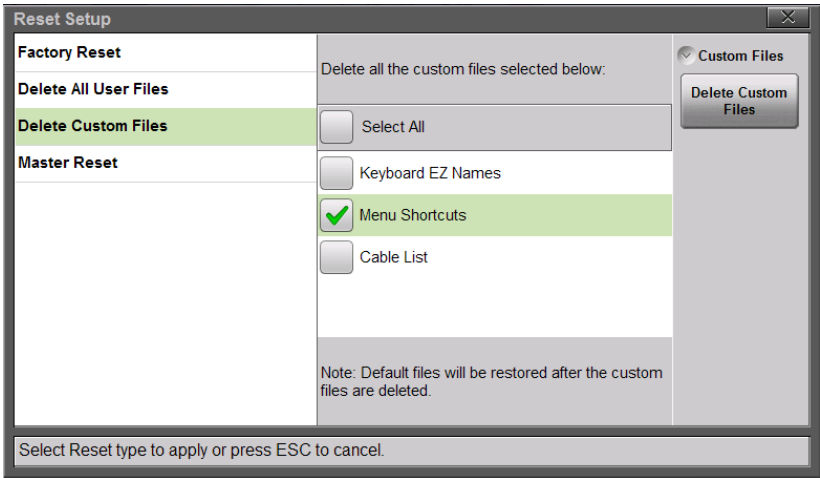 Reset Setup
Factory Reset
Delete All User Files
Delete Custom Files
Master Reset
Delete all the custom files selected below:
Select All
Keyboard EZ Names
Menu Shortcuts
Cable List
Note: Default files will be restored after the custom
files are deleted.
Custom Files
Delete Custom
Files
Select Reset type to apply or press ESC to cancel.